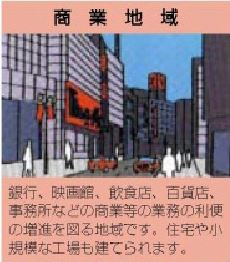 商業地域
銀行、映画館、飲食店、百貨店、
事務所などの商業等の業務の利便
の増進を図る地域です。住宅や小
規模な工場も建てられます。